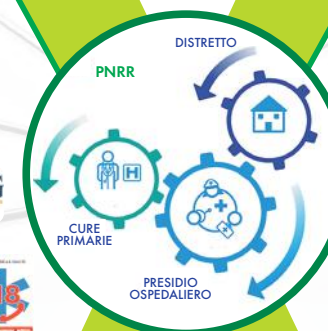 DISTRETTO
PNRR
H
CURE
PRIMARIE
PRESIDIO
OSPEDALIERO